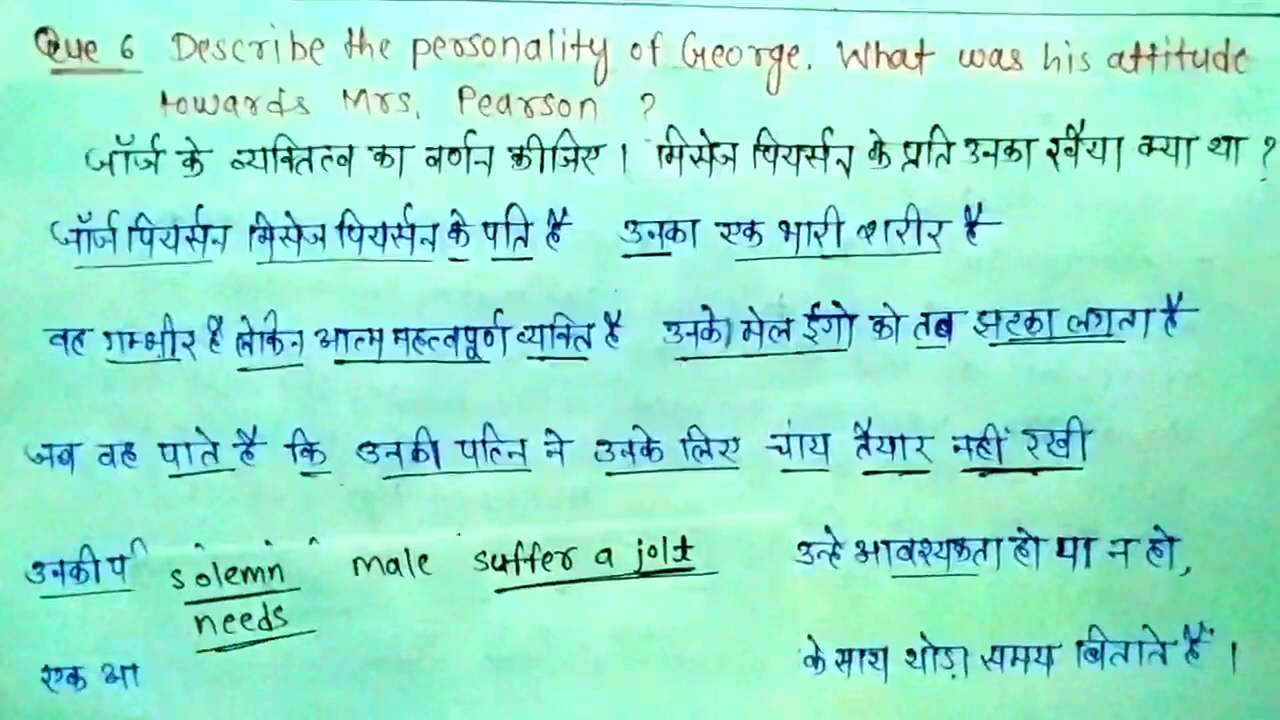 Que 6 Describe the personality of George. What was his attitude
towards Mrs. Pearson ?
जॉर्ज के व्यक्तित्व का वर्णन कीजिए । मिसेज पियर्सन के प्रति उनका रवैया क्या था ?
जॉर्ज पियर्सन मिसेज पियर्सन के पति है उनका एक भारी शरीर है
वह गम्भीर है लेकिन आत्म महत्वपूर्ण व्यक्ति है उनके मेल ईगो को तब झटका लगता है
जब वह पाते है कि उनकी पत्नि ने उनके लिए चाय तैयार नहीं रखी
उनकी प solemn male suffer a jolt उन्हे आवश्यकता हो या न हो,
needs
एक आ के साथ थोड़ा समय बिताते हैं ।